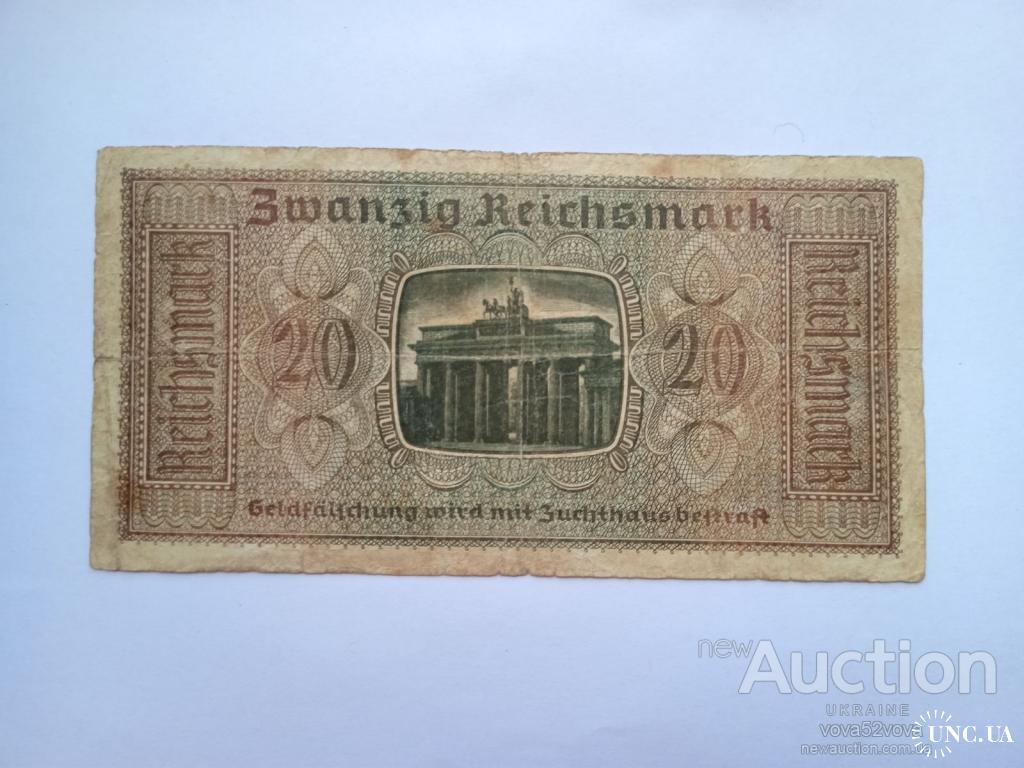 Zwanzig Reichsmark
Reichsmark
20
20
Reichsmark
Geldfälschung wird mit Zuchthaus bestraft
new Auction
UKRAINE
vova52vova
newauction.com.ua
UNC.UA